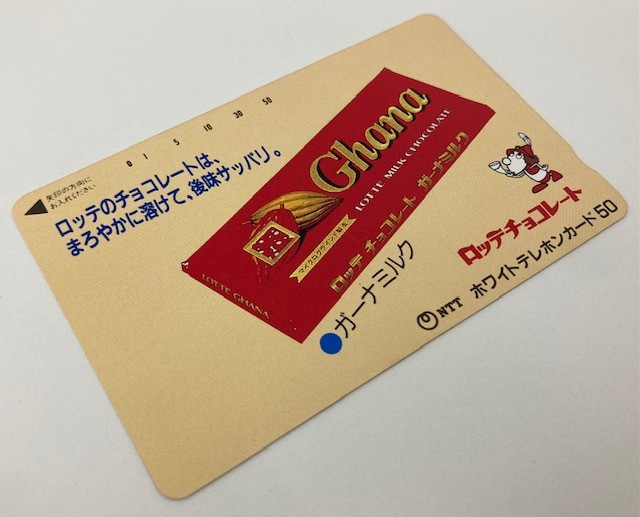 0 1 5 10 30 50
矢印の方向に
お入れください
ロッテのチョコレートは、
まろやかに溶けて、後味サッパリ。
Ghana
LOTTE MILK CHOCOLATE
ロッテ チョコレート ガーナミルク
マイクログラインド製法
LOTTE GHANA
●ガーナミルク
ロッテチョコレート
NTT ホワイトテレホンカード50